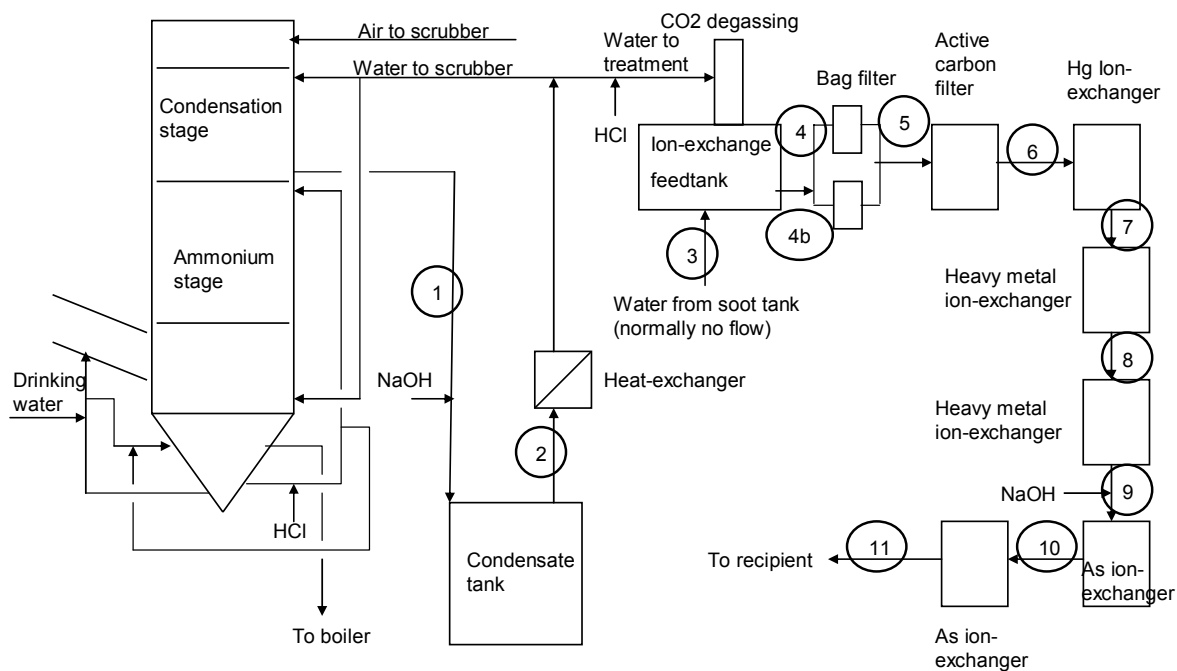 Air to scrubber
Water to scrubber
Condensation
stage
Ammonium
stage
Drinking
water
HCl
To boiler
1
NaOH
Condensate
tank
2
Heat-exchanger
Water to
treatment
HCl
CO2 degassing
Ion-exchange
feedtank
3
Water from soot tank
(normally no flow)
4
4b
Bag filter
5
Active
carbon
filter
6
Hg Ion-
exchanger
7
Heavy metal
ion-exchanger
8
Heavy metal
ion-exchanger
NaOH
9
As ion-
exchanger
10
As ion-
exchanger
11
To recipient